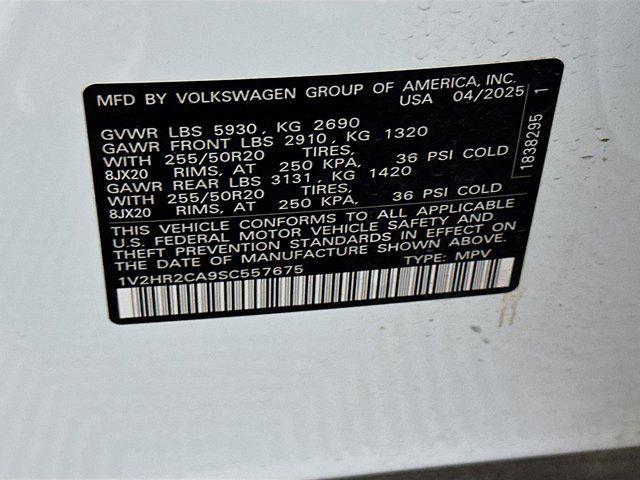 MFD BY VOLKSWAGEN GROUP OF AMERICA, INC.
USA 04/2025
GVWR LBS 5930, KG 2690
GAWR FRONT LBS 2910, KG 1320
WITH 255/50R20 TIRES,
8JX20 RIMS, AT 250 KPA, 36 PSI COLD
GAWR REAR LBS 3131, KG 1420
WITH 255/50R20 TIRES,
8JX20 RIMS, AT 250 KPA, 36 PSI COLD
THIS VEHICLE CONFORMS TO ALL APPLICABLE
U.S. FEDERAL MOTOR VEHICLE SAFETY AND
THEFT PREVENTION STANDARDS IN EFFECT ON
THE DATE OF MANUFACTURE SHOWN ABOVE.
1V2HR2CA9SC557675 TYPE: MPV
1838295 1